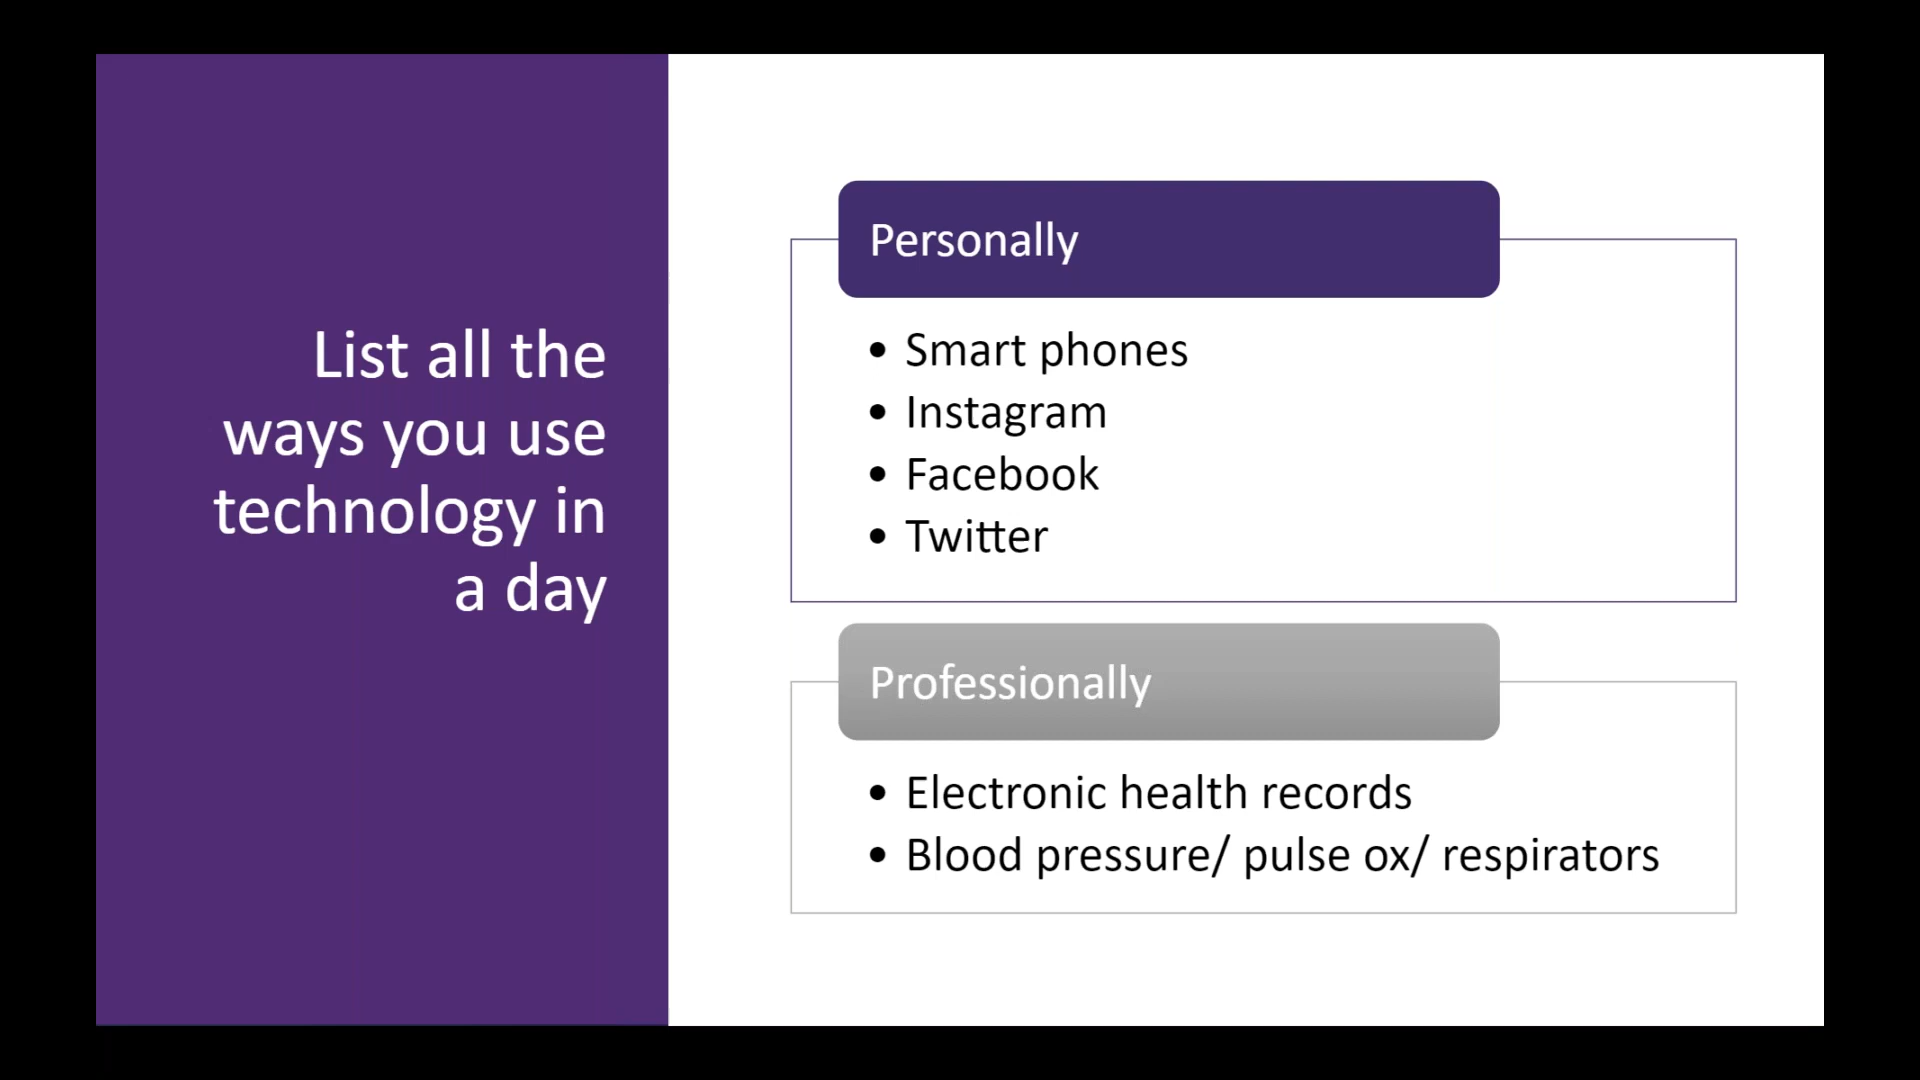 List all the
ways you use
technology in
a day
Personally
• Smart phones
• Instagram
• Facebook
• Twitter
Professionally
• Electronic health records
• Blood pressure/ pulse ox/ respirators